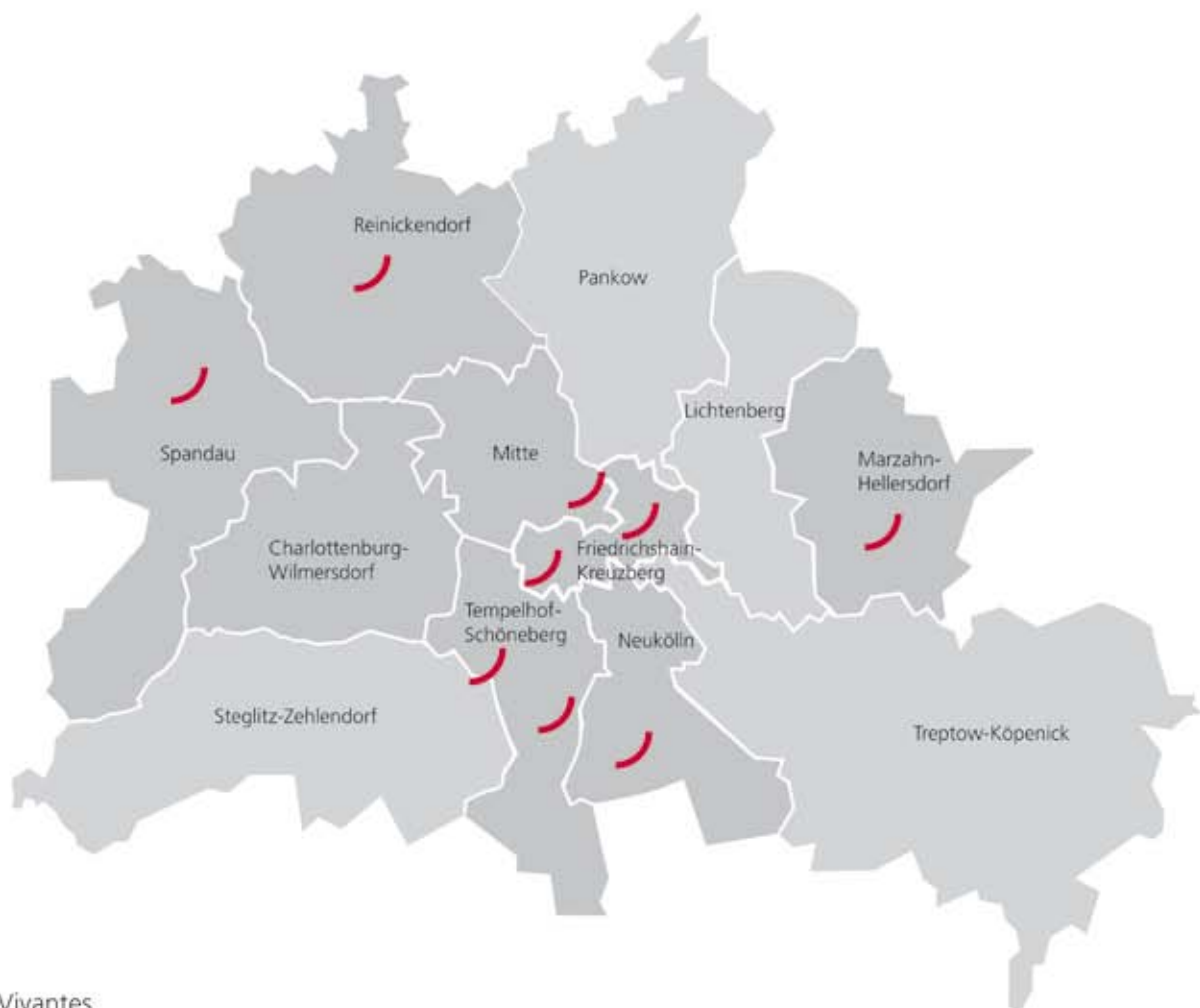 Reinickendorf
Pankow
Lichtenberg
Spandau
Mitte
Marzahn-
Hellersdorf
Charlottenburg-
Wilmersdorf
Friedrichshain-
Kreuzberg
Tempelhof-
Schöneberg
Neukölln
Steglitz-Zehlendorf
Treptow-Köpenick
Vivantes